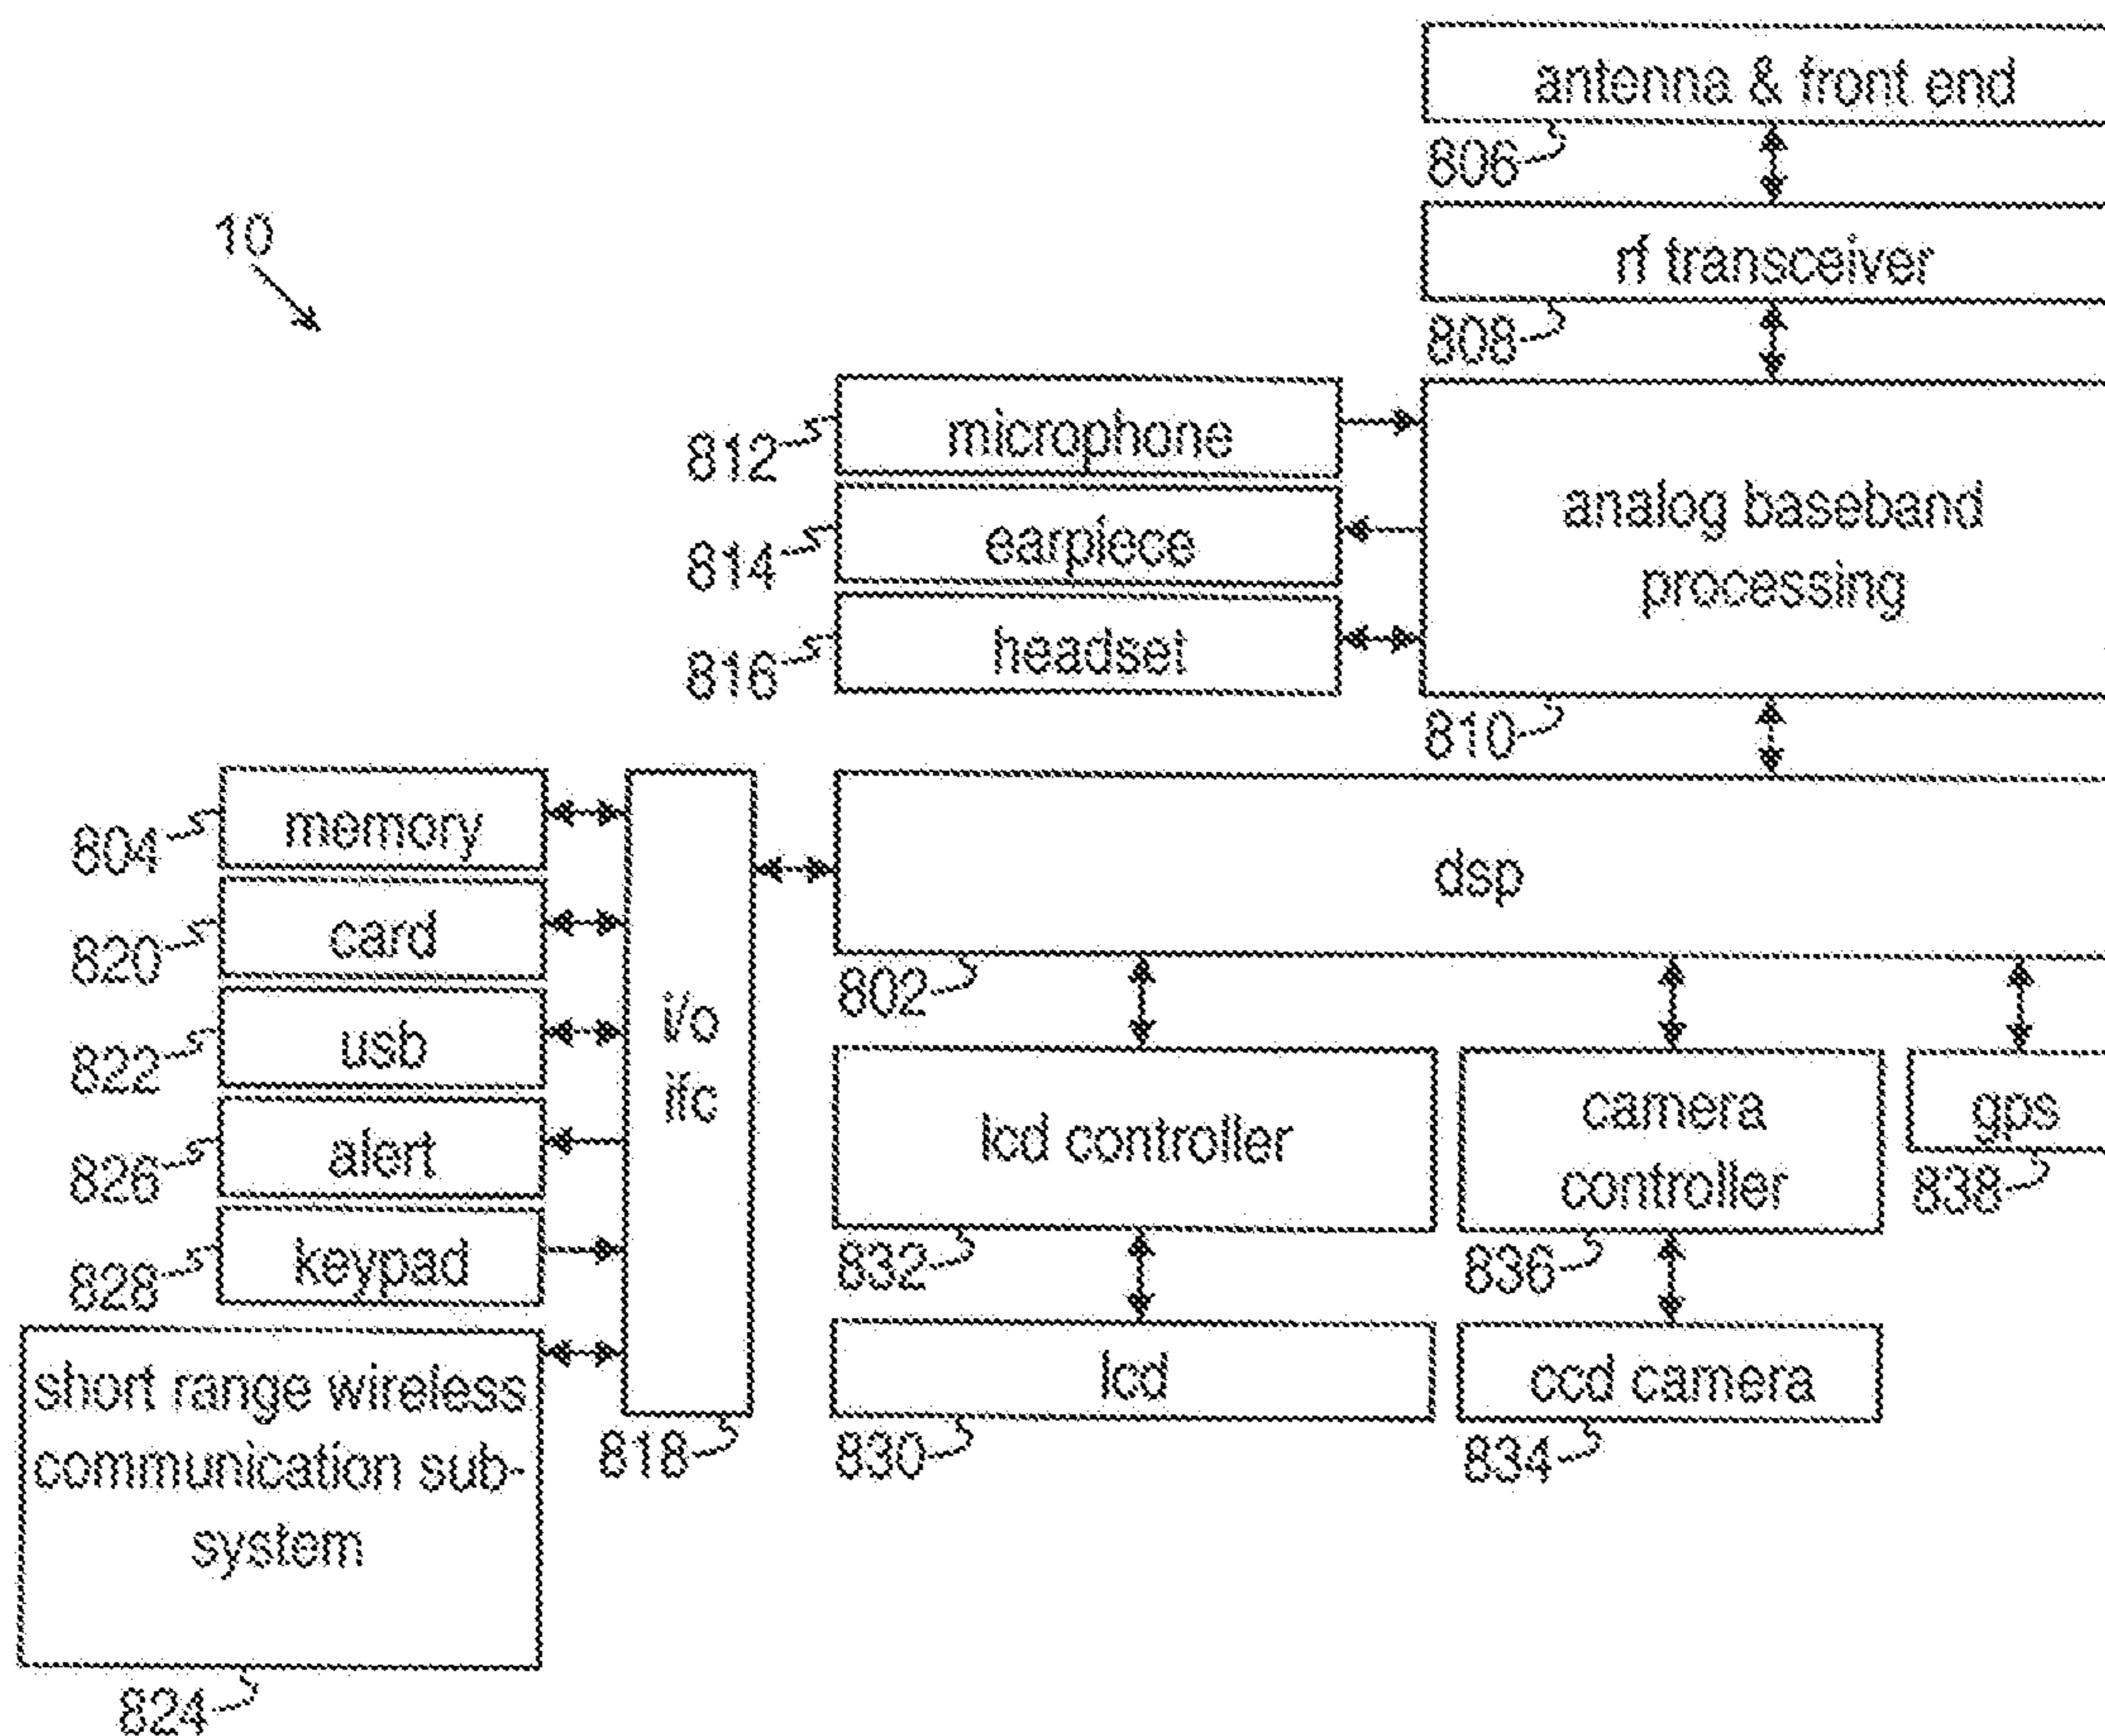 antenna & front end
806
10
rf transceiver
808
microphone
812
earpiece
814
headset
816
analog baseband
processing
810
memory
804
card
820
usb
822
alert
826
keypad
828
i/o
ifc
818
dsp
802
lcd controller
832
camera
controller
836
gps
838
lcd
830
ccd camera
834
short range wireless
communication sub-
system
824